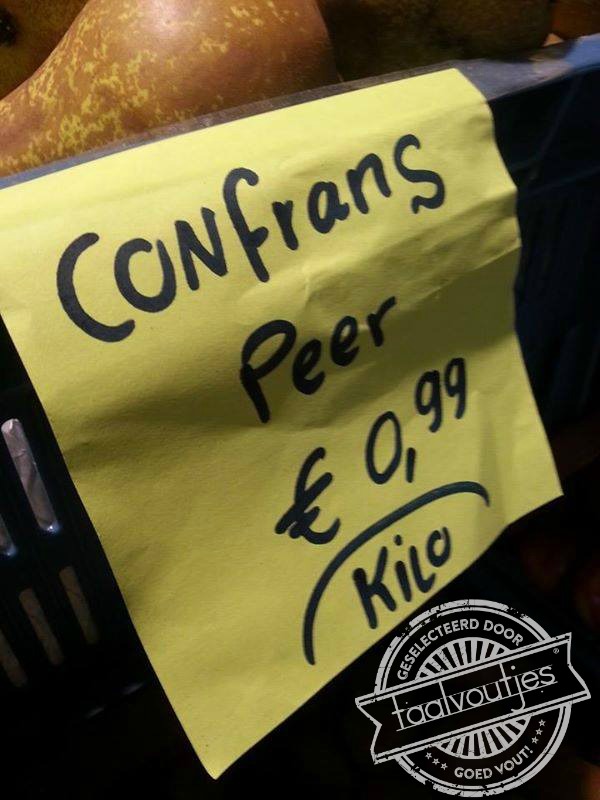 CONfrans
Peer
€ 0,99
Kilo
GESELECTEERD DOOR
taalvoutjes®
GOED VOUT!